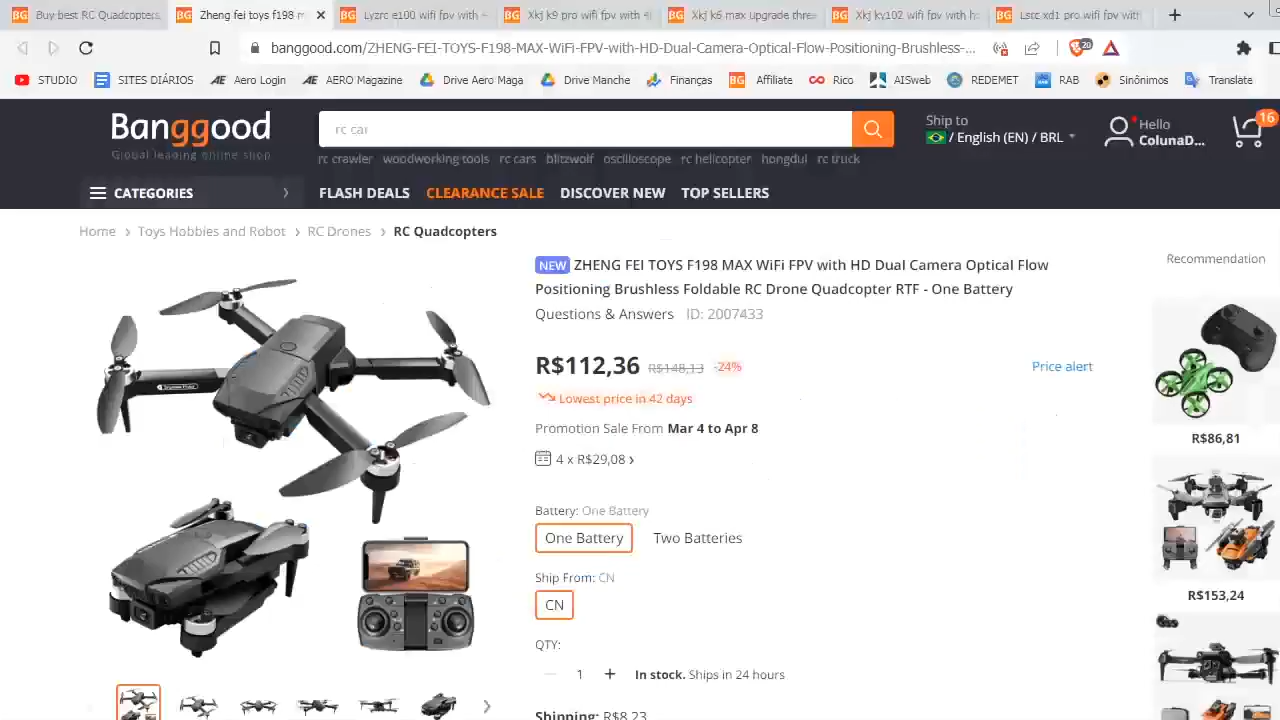 Buy best RC Quadcopters
Zheng fei toys f198 m
Lyzrc e100 wifi fpv with
Xkj k9 pro wifi fpv with 4
Xkj k6 max upgrade thre
Xkj ky102 wifi fpv with h
Lsrc xd1 pro wifi fpv with
banggood.com/ZHENG-FEI-TOYS-F198-MAX-WiFi-FPV-with-HD-Dual-Camera-Optical-Flow-Positioning-Brushless-...
20
STUDIO
SITES DIÁRIOS
Aero Login
AERO Magazine
Drive Aero Maga
Drive Manche
Finanças
Affiliate
Rico
AISweb
REDEMET
RAB
Sinônimos
Translate
Banggood
Global leading online shop
rc car
Ship to
/ English (EN) / BRL
Hello
ColunaD...
16
rc crawler woodworking tools rc cars blitzwolf oscilloscope rc helicopter hongdul rc truck
CATEGORIES
FLASH DEALS CLEARANCE SALE DISCOVER NEW TOP SELLERS
Home > Toys Hobbies and Robot > RC Drones > RC Quadcopters
NEW ZHENG FEI TOYS F198 MAX WiFi FPV with HD Dual Camera Optical Flow
Positioning Brushless Foldable RC Drone Quadcopter RTF - One Battery
Questions & Answers ID: 2007433
R$112,36 R$148,13 -24%
Price alert
Lowest price in 42 days
Promotion Sale From Mar 4 to Apr 8
4 x R$29,08 ›
Battery: One Battery
One Battery Two Batteries
Ship From: CN
CN
QTY:
1 + In stock. Ships in 24 hours
Shipping: R$8,23
Recommendation
R$86,81
R$153,24